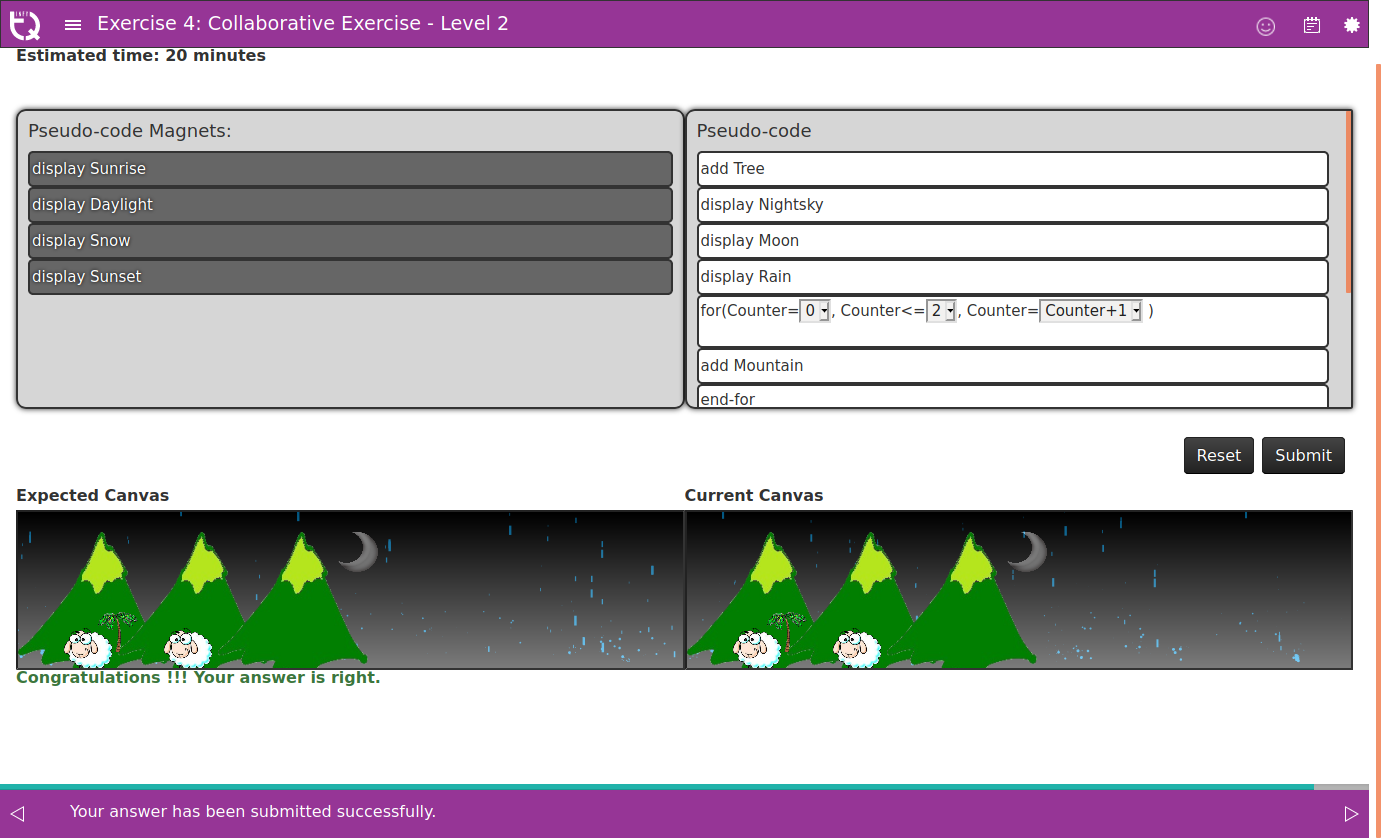 Exercise 4: Collaborative Exercise - Level 2
Estimated time: 20 minutes
Pseudo-code Magnets:
display Sunrise
display Daylight
display Snow
display Sunset
Pseudo-code
add Tree
display Nightsky
display Moon
display Rain
for(Counter= 0 , Counter<= 2 , Counter= Counter+1 )
add Mountain
end-for
Reset Submit
Expected Canvas
Current Canvas
Congratulations !!! Your answer is right.
Your answer has been submitted successfully.